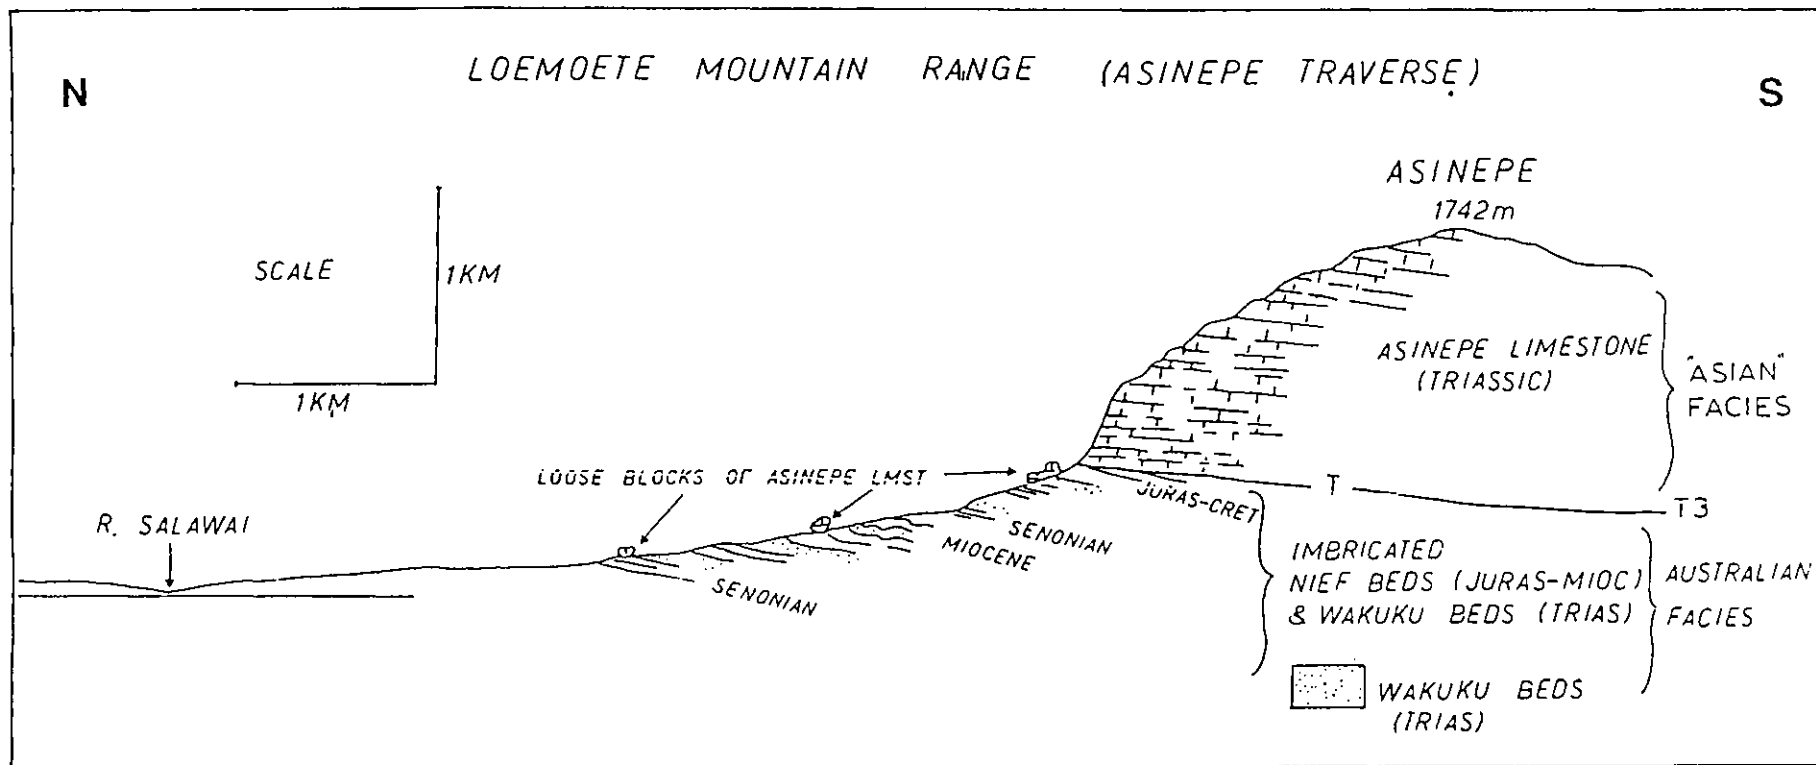 LOEMOETE MOUNTAIN RANGE (ASINEPE TRAVERSE)
N
S
ASINEPE
1742m
SCALE
1KM
1KM
ASINEPE LIMESTONE
(TRIASSIC)
"ASIAN"
FACIES
LOOSE BLOCKS OF ASINEPE LMST
R. SALAWAI
JURAS-CRET
T
T3
SENONIAN
MIOCENE
SENONIAN
IMBRICATED
NIEF BEDS (JURAS-MIOC)
& WAKUKU BEDS (TRIAS)
AUSTRALIAN
FACIES
WAKUKU BEDS
(TRIAS)